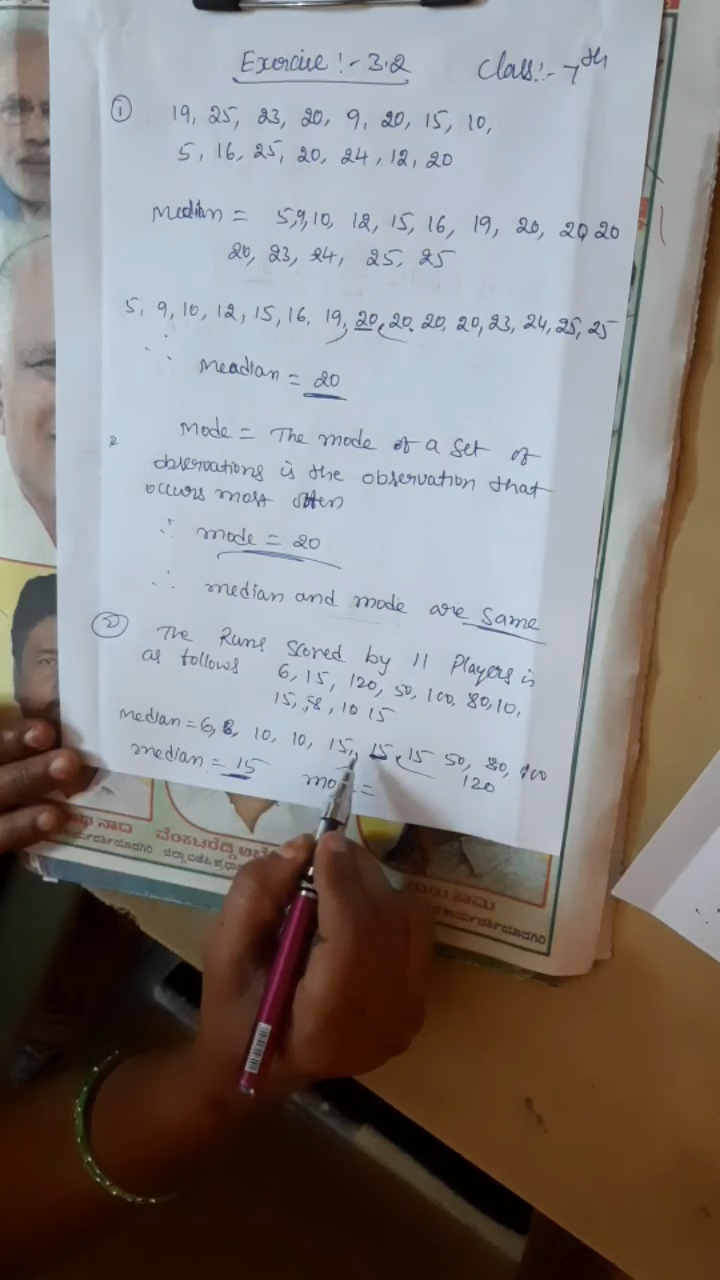 Exercise :- 3.2 Class:- 7th
① 19, 25, 23, 20, 9, 20, 15, 10,
5, 16, 25, 20, 24, 12, 20
Median = 5,9,10, 12, 15, 16, 19, 20, 20 20
20, 23, 24, 25, 25
5, 9, 10, 12, 15, 16, 19, 20, 20, 20, 20, 23, 24, 25, 25
∴ Meadian = 20
Mode = The mode of a set of
observations is the observation that
occurs most often
∴ mode = 20
∴ median and mode are same
② The Runs scored by 11 Players is
as follows 6, 15, 120, 50, 100, 80, 10,
15, 8, 10 15
median = 6, 8, 10, 10, 15, 15, 15 50, 80, 100
120
median = 15
ವೆಂಕಟರೆಡ್ಡಿ